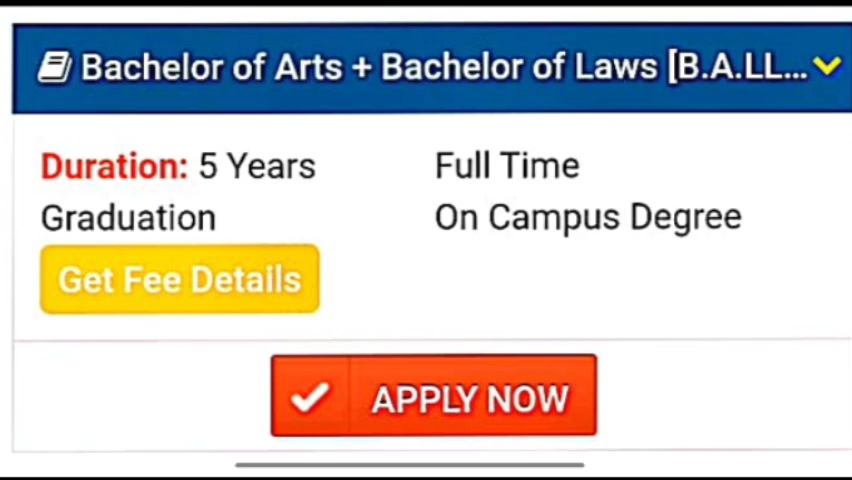 Bachelor of Arts + Bachelor of Laws [B.A.LL...
Duration: 5 Years
Full Time
Graduation
On Campus Degree
Get Fee Details
APPLY NOW